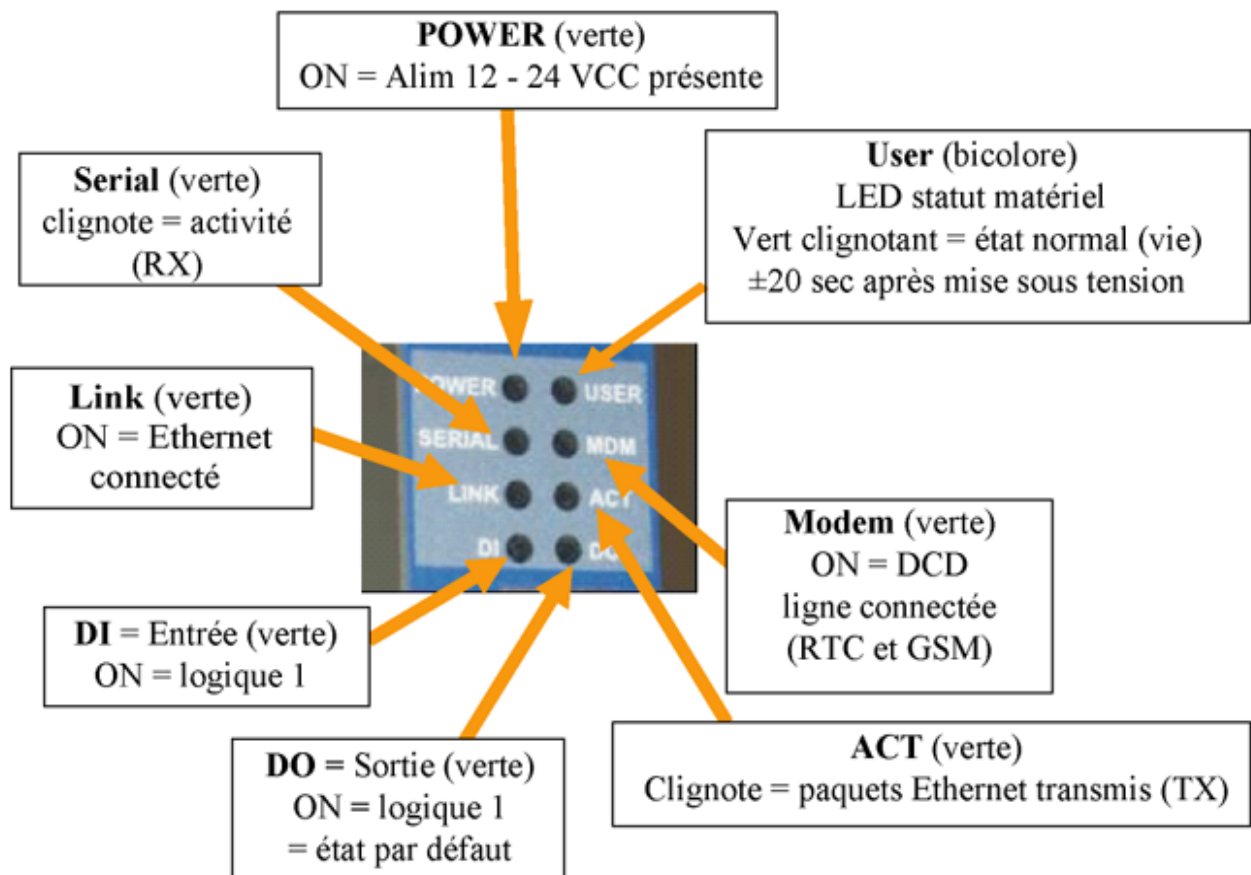 POWER (verte)
ON = Alim 12 - 24 VCC présente
User (bicolore)
LED statut matériel
Vert clignotant = état normal (vie)
±20 sec après mise sous tension
Serial (verte)
clignote = activité
(RX)
Link (verte)
ON = Ethernet
connecté
POWER USER
SERIAL MDM
LINK ACT
DI DO
Modem (verte)
ON = DCD
ligne connectée
(RTC et GSM)
DI = Entrée (verte)
ON = logique 1
DO = Sortie (verte)
ON = logique 1
= état par défaut
ACT (verte)
Clignote = paquets Ethernet transmis (TX)